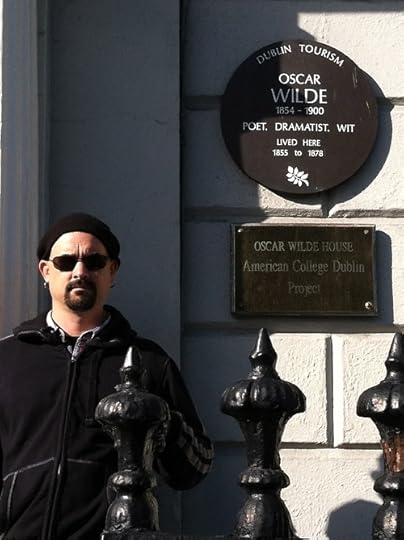 DUBLIN TOURISM
OSCAR
WILDE
1854 - 1900
POET. DRAMATIST. WIT
LIVED HERE
1855 to 1878
OSCAR WILDE HOUSE
American College Dublin
Project